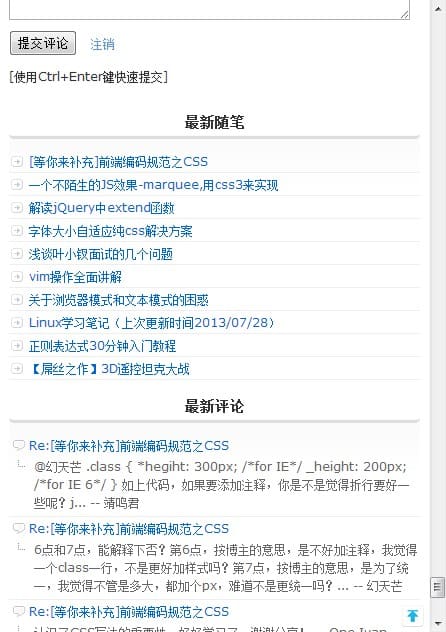 提交评论 注销
[使用Ctrl+Enter键快速提交]
最新随笔
[等你来补充]前端编码规范之CSS
一个不陌生的JS效果-marquee,用css3来实现
解读jQuery中extend函数
字体大小自适应纯css解决方案
浅谈叶小钗面试的几个问题
vim操作全面讲解
关于浏览器模式和文本模式的困惑
Linux学习笔记（上次更新时间2013/07/28）
正则表达式30分钟入门教程
【屌丝之作】3D遥控坦克大战
最新评论
Re:[等你来补充]前端编码规范之CSS
@幻天芒 .class { *hegiht: 300px; /*for IE*/ _height: 200px;
/*for IE 6*/ } 如上代码，如果要添加注释，你是不是觉得折行要好一
些呢？j... -- 靖鸣君
Re:[等你来补充]前端编码规范之CSS
6点和7点，能解释下否？第6点，按博主的意思，是不好加注释，我觉得
一个class一行，不是更好加样式吗？第7点，按博主的意思，是为了统
一，我觉得不管是多大，都加个px，难道不是更统一吗？... -- 幻天芒
Re:[等你来补充]前端编码规范之CSS